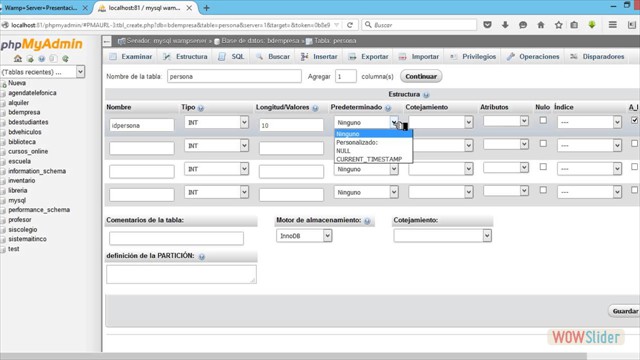 Wamp+Server+Presentaci...
localhost:81 / mysql wam...
localhost:81/phpmyadmin/#PMAURL-3:tbl_create.php?db=bdempresa&table=persona&server=1&target=&token=0b8e9
Buscar
phpMyAdmin
Servidor: mysql wampserver » Base de datos: bdempresa » Tabla: persona
Examinar Estructura SQL Buscar Insertar Exportar Importar Privilegios Operaciones Disparadores
(Tablas recientes) ...
Nueva
agendatelefonica
alquiler
bdempresa
bdestudiantes
bdvehiculos
cursos_online
escuela
information_schema
inventario
libreria
mysql
performance_schema
profesor
siscolegio
sistemaitinco
test
Nombre de la tabla: persona Agregar 1 columna(s) Continuar
Estructura
Nombre Tipo Longitud/Valores Predeterminado Cotejamiento Atributos Nulo Índice A_I
idpersona INT 10 Ninguno ---
Ninguno
Personalizado:
NULL
CURRENT_TIMESTAMP
INT ---
INT Ninguno ---
INT Ninguno ---
Comentarios de la tabla: Motor de almacenamiento: Cotejamiento:
InnoDB
definición de la PARTICIÓN:
Guardar
WOWSlider